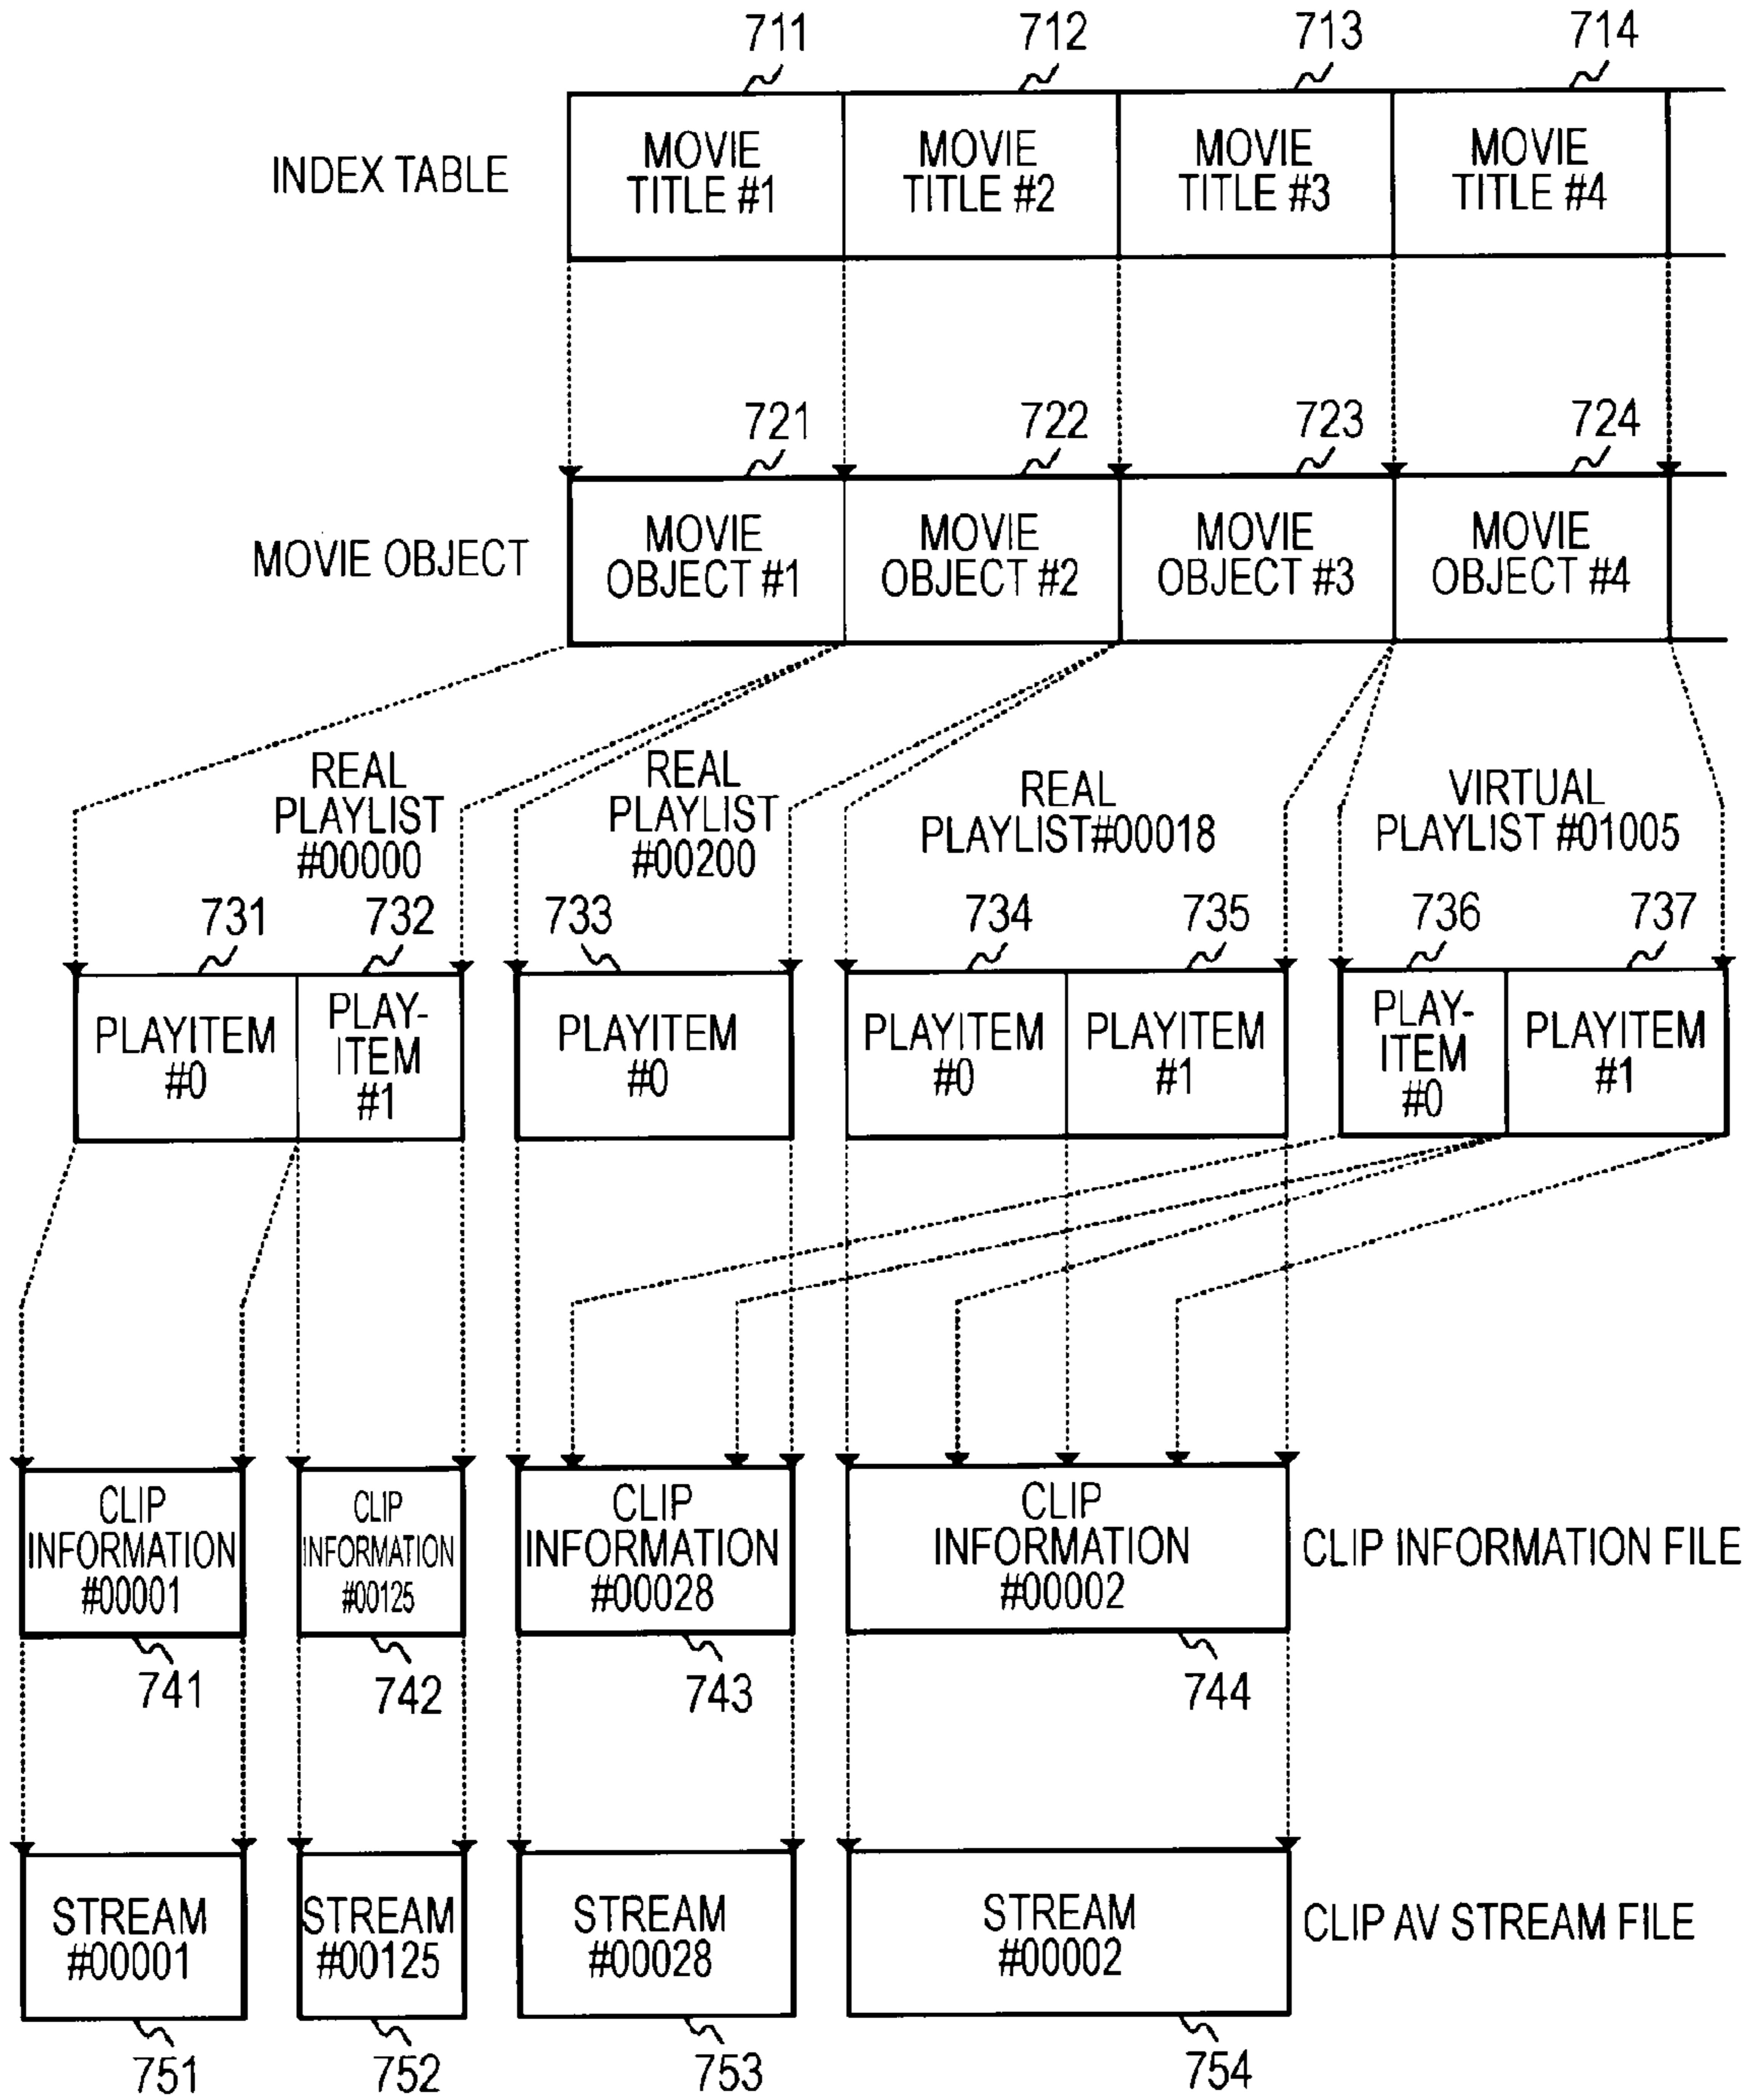 711 712 713 714
INDEX TABLE
MOVIE TITLE #1
MOVIE TITLE #2
MOVIE TITLE #3
MOVIE TITLE #4
721 722 723 724
MOVIE OBJECT
MOVIE OBJECT #1
MOVIE OBJECT #2
MOVIE OBJECT #3
MOVIE OBJECT #4
REAL
PLAYLIST
#00000
REAL
PLAYLIST
#00200
REAL
PLAYLIST#00018
VIRTUAL
PLAYLIST #01005
731 732 733 734 735 736 737
PLAYITEM
#0
PLAY-
ITEM
#1
PLAYITEM
#0
PLAYITEM
#0
PLAYITEM
#1
PLAY-
ITEM
#0
PLAYITEM
#1
CLIP
INFORMATION
#00001
CLIP
INFORMATION
#00125
CLIP
INFORMATION
#00028
CLIP
INFORMATION
#00002
CLIP INFORMATION FILE
741 742 743 744
STREAM
#00001
STREAM
#00125
STREAM
#00028
STREAM
#00002
CLIP AV STREAM FILE
751 752 753 754